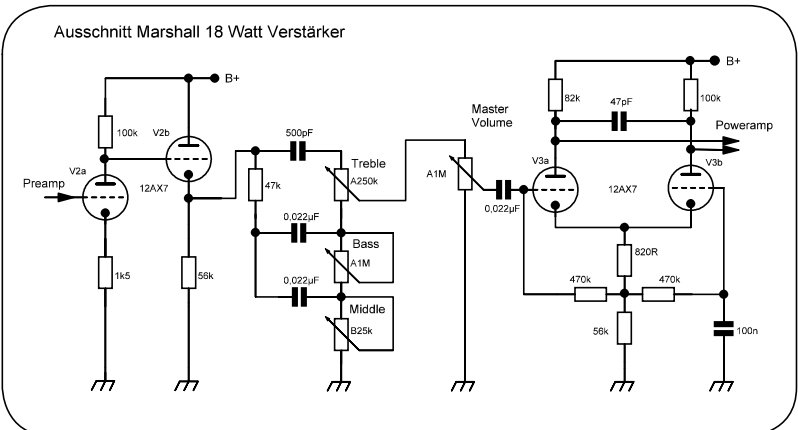 Ausschnitt Marshall 18 Watt Verstärker
B+
100k
V2b
V2a
12AX7
Preamp
1k5
56k
500pF
Treble
A250k
47k
0,022µF
Bass
A1M
0,022µF
Middle
B25k
Master
Volume
A1M
0,022µF
B+
82k
47pF
100k
Poweramp
V3a
12AX7
V3b
820R
470k
470k
56k
100n